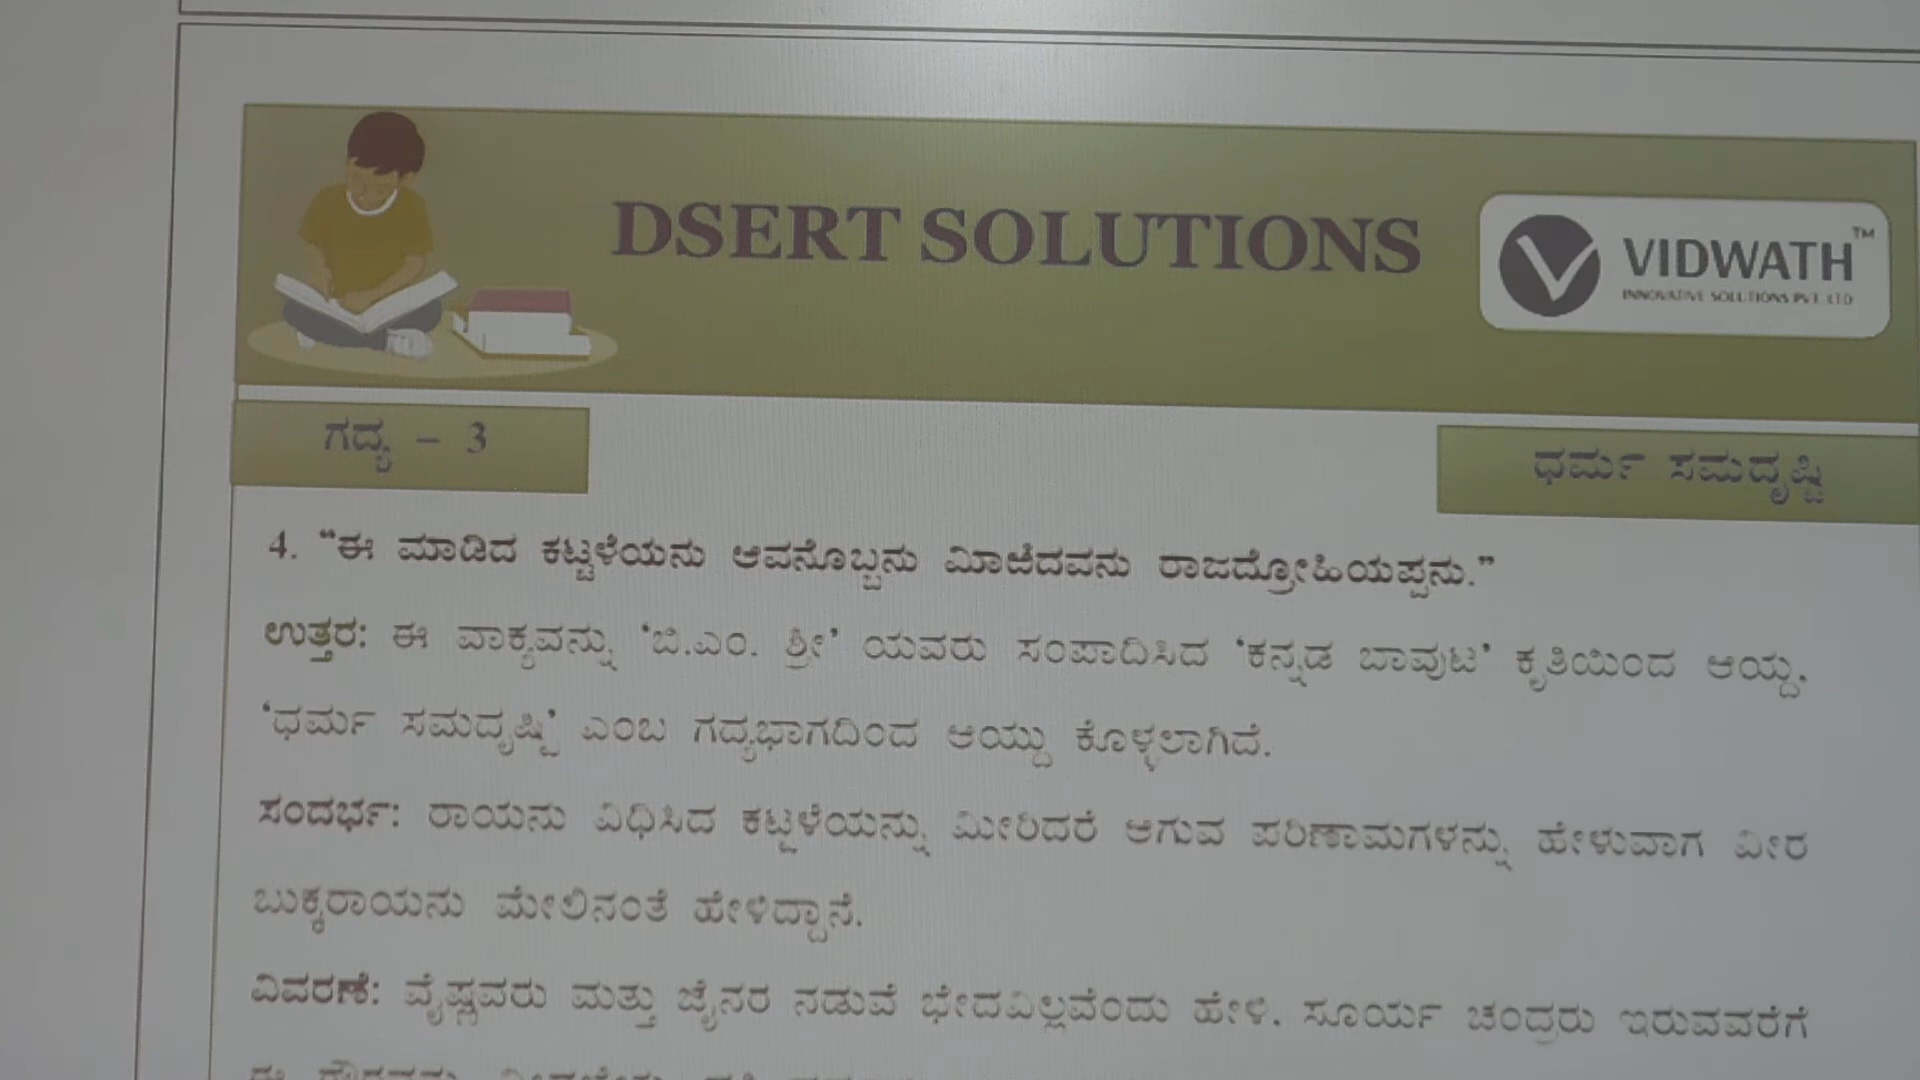 DSERT SOLUTIONS
VIDWATH™
INNOVATIVE SOLUTIONS PVT. LTD
ಗದ್ಯ – 3
ಧರ್ಮ ಸಮದೃಷ್ಟಿ
4. “ಈ ಮಾಡಿದ ಕಟ್ಟಳೆಯನು ಆವನೊಬ್ಬನು ಮೀಱಿದವನು ರಾಜದ್ರೋಹಿಯಪ್ಪನು.”
ಉತ್ತರ: ಈ ವಾಕ್ಯವನ್ನು ‘ಬಿ.ಎಂ. ಶ್ರೀ’ ಯವರು ಸಂಪಾದಿಸಿದ ‘ಕನ್ನಡ ಬಾವುಟ’ ಕೃತಿಯಿಂದ ಆಯ್ದ.
‘ಧರ್ಮ ಸಮದೃಷ್ಟಿ’ ಎಂಬ ಗದ್ಯಭಾಗದಿಂದ ಆಯ್ದು ಕೊಳ್ಳಲಾಗಿದೆ.
ಸಂದರ್ಭ: ರಾಯನು ವಿಧಿಸಿದ ಕಟ್ಟಳೆಯನ್ನು ಮೀರಿದರೆ ಆಗುವ ಪರಿಣಾಮಗಳನ್ನು ಹೇಳುವಾಗ ವೀರ
ಬುಕ್ಕರಾಯನು ಮೇಲಿನಂತೆ ಹೇಳಿದ್ದಾನೆ.
ವಿವರಣೆ: ವೈಷ್ಣವರು ಮತ್ತು ಜೈನರ ನಡುವೆ ಭೇದವಿಲ್ಲವೆಂದು ಹೇಳಿ. ಸೂರ್ಯ ಚಂದ್ರರು ಇರುವವರೆಗೆ